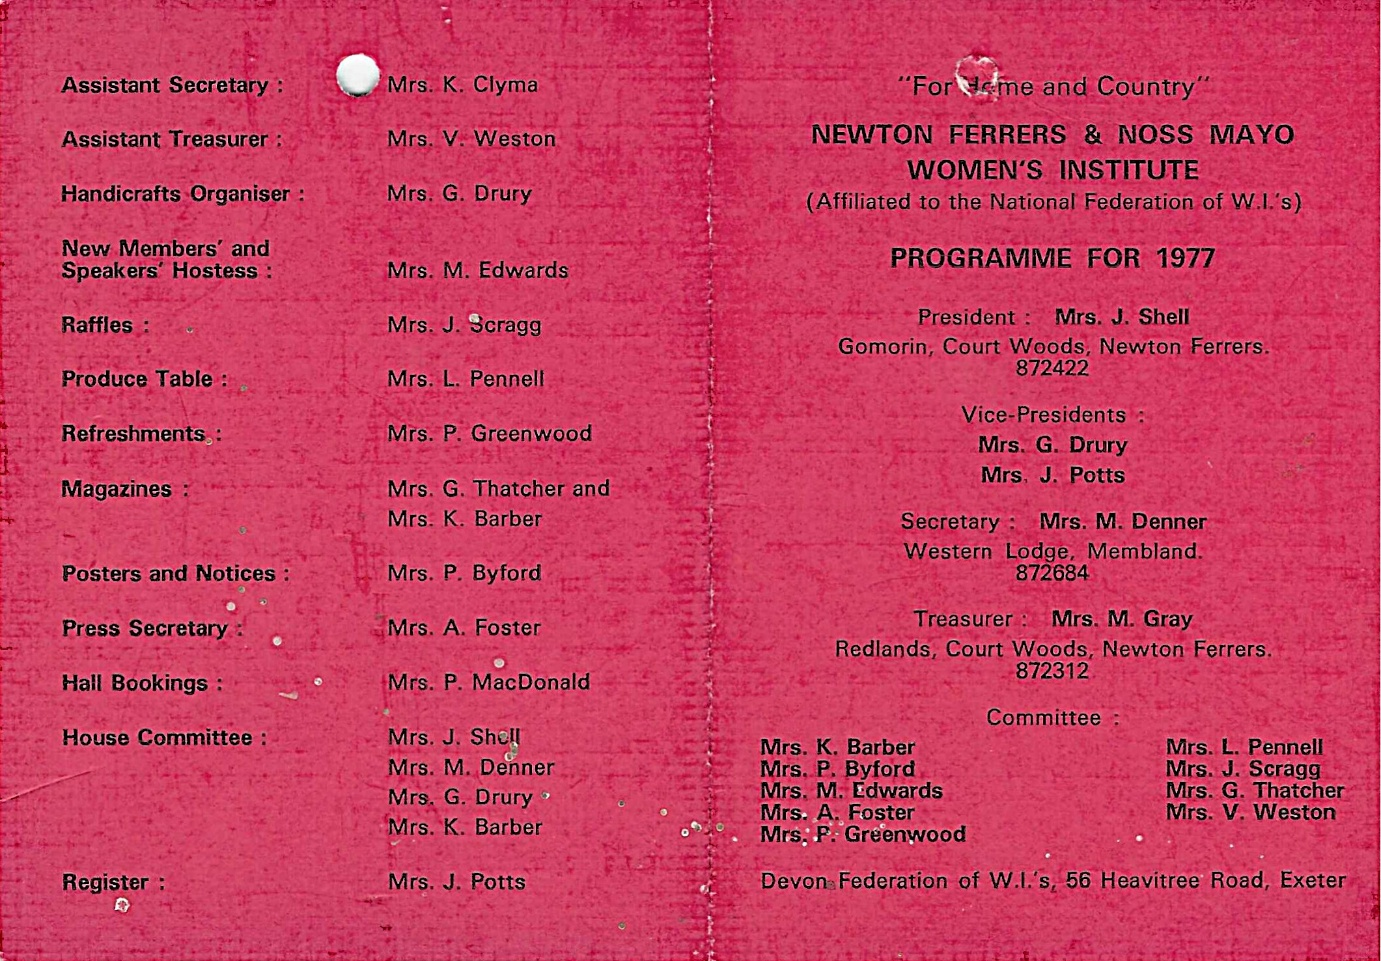 Assistant Secretary : Mrs. K. Clyma
Assistant Treasurer : Mrs. V. Weston
Handicrafts Organiser : Mrs. G. Drury
New Members' and
Speakers' Hostess : Mrs. M. Edwards
Raffles : Mrs. J. Scragg
Produce Table : Mrs. L. Pennell
Refreshments : Mrs. P. Greenwood
Magazines : Mrs. G. Thatcher and
Mrs. K. Barber
Posters and Notices : Mrs. P. Byford
Press Secretary : Mrs. A. Foster
Hall Bookings : Mrs. P. MacDonald
House Committee : Mrs. J. Shell
Mrs. M. Denner
Mrs. G. Drury
Mrs. K. Barber
Register : Mrs. J. Potts
"For Home and Country"
NEWTON FERRERS & NOSS MAYO
WOMEN'S INSTITUTE
(Affiliated to the National Federation of W.I.'s)
PROGRAMME FOR 1977
President : Mrs. J. Shell
Gomorin, Court Woods, Newton Ferrers.
872422
Vice-Presidents :
Mrs. G. Drury
Mrs. J. Potts
Secretary : Mrs. M. Denner
Western Lodge, Membland.
872684
Treasurer : Mrs. M. Gray
Redlands, Court Woods, Newton Ferrers.
872312
Committee :
Mrs. K. Barber Mrs. L. Pennell
Mrs. P. Byford Mrs. J. Scragg
Mrs. M. Edwards Mrs. G. Thatcher
Mrs. A. Foster Mrs. V. Weston
Mrs. P. Greenwood
Devon Federation of W.I.'s, 56 Heavitree Road, Exeter